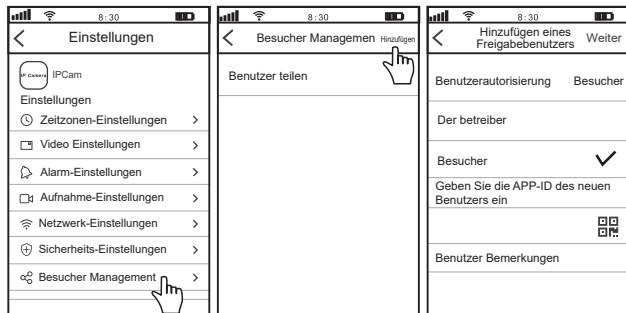 8:30
Einstellungen
IP Camera
IPCam
Einstellungen
Zeitzonen-Einstellungen
Video Einstellungen
Alarm-Einstellungen
Aufnahme-Einstellungen
Netzwerk-Einstellungen
Sicherheits-Einstellungen
Besucher Management
8:30
Besucher Managemen Hinzufügen
Benutzer teilen
8:30
Hinzufügen eines
Freigabebenutzers Weiter
Benutzerautorisierung Besucher
Der betreiber
Besucher
Geben Sie die APP-ID des neuen
Benutzers ein
Benutzer Bemerkungen